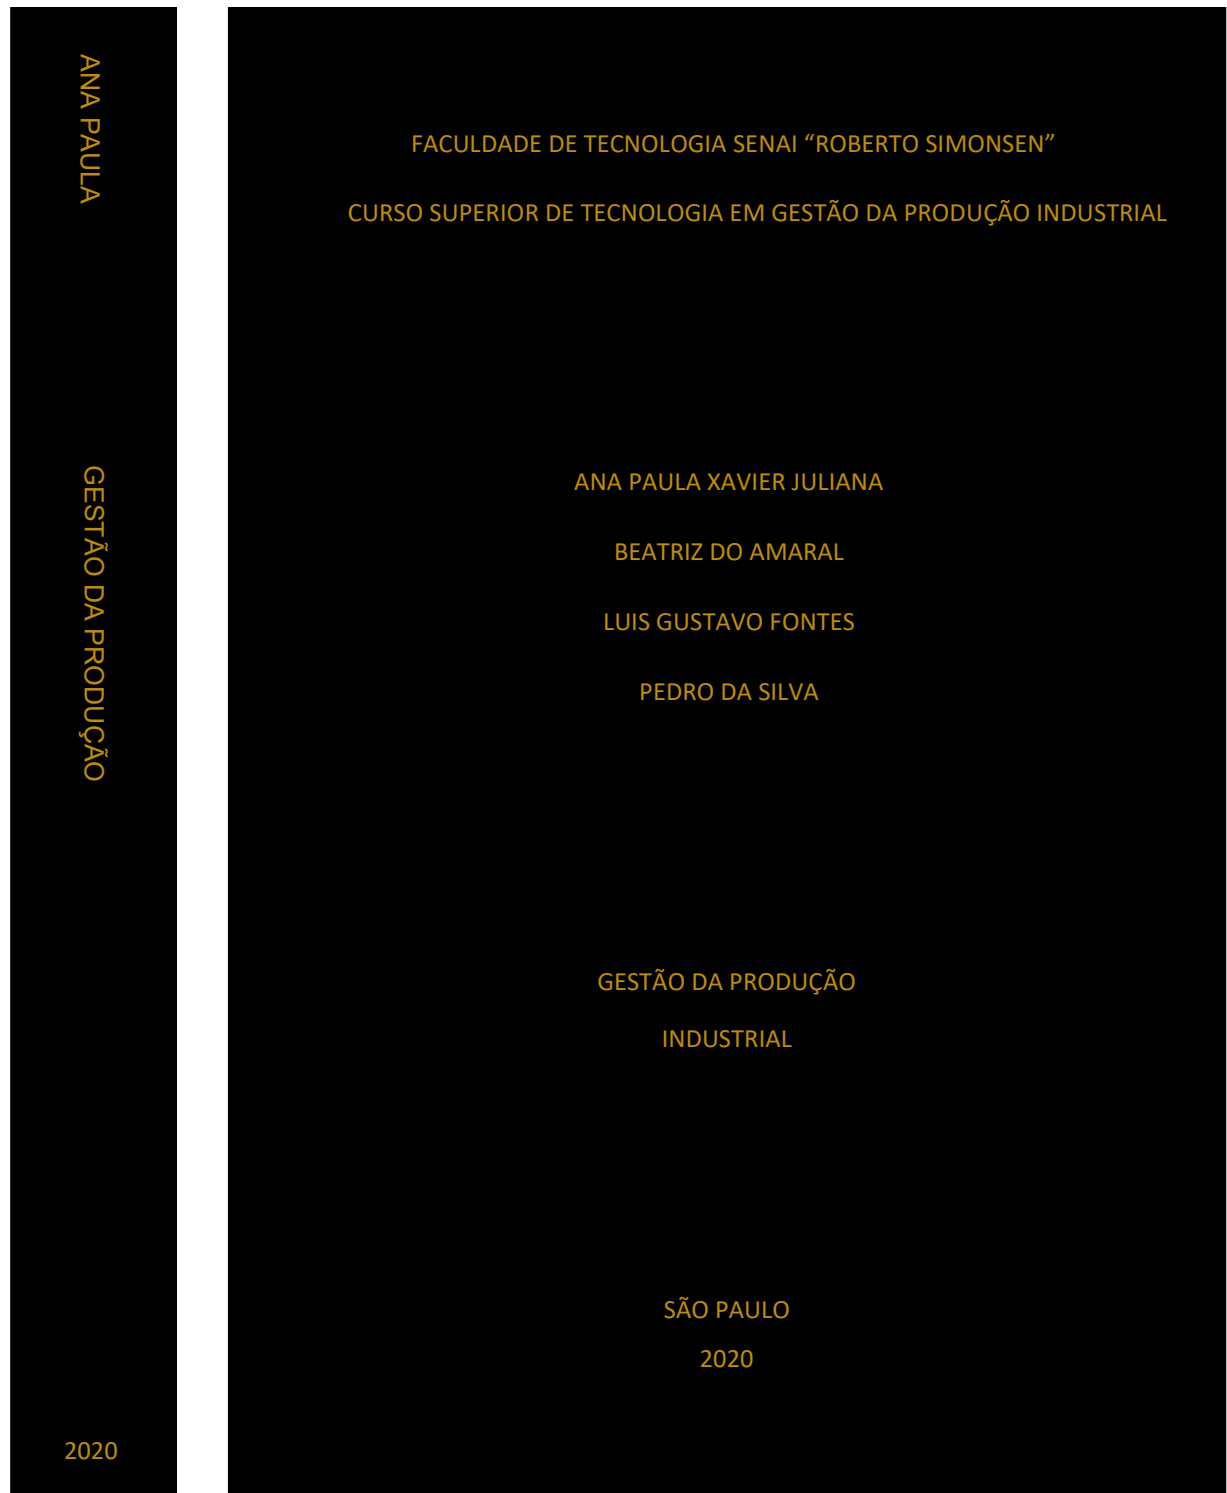 ANA PAULA
GESTÃO DA PRODUÇÃO
2020
FACULDADE DE TECNOLOGIA SENAI “ROBERTO SIMONSEN”
CURSO SUPERIOR DE TECNOLOGIA EM GESTÃO DA PRODUÇÃO INDUSTRIAL
ANA PAULA XAVIER JULIANA
BEATRIZ DO AMARAL
LUIS GUSTAVO FONTES
PEDRO DA SILVA
GESTÃO DA PRODUÇÃO
INDUSTRIAL
SÃO PAULO
2020